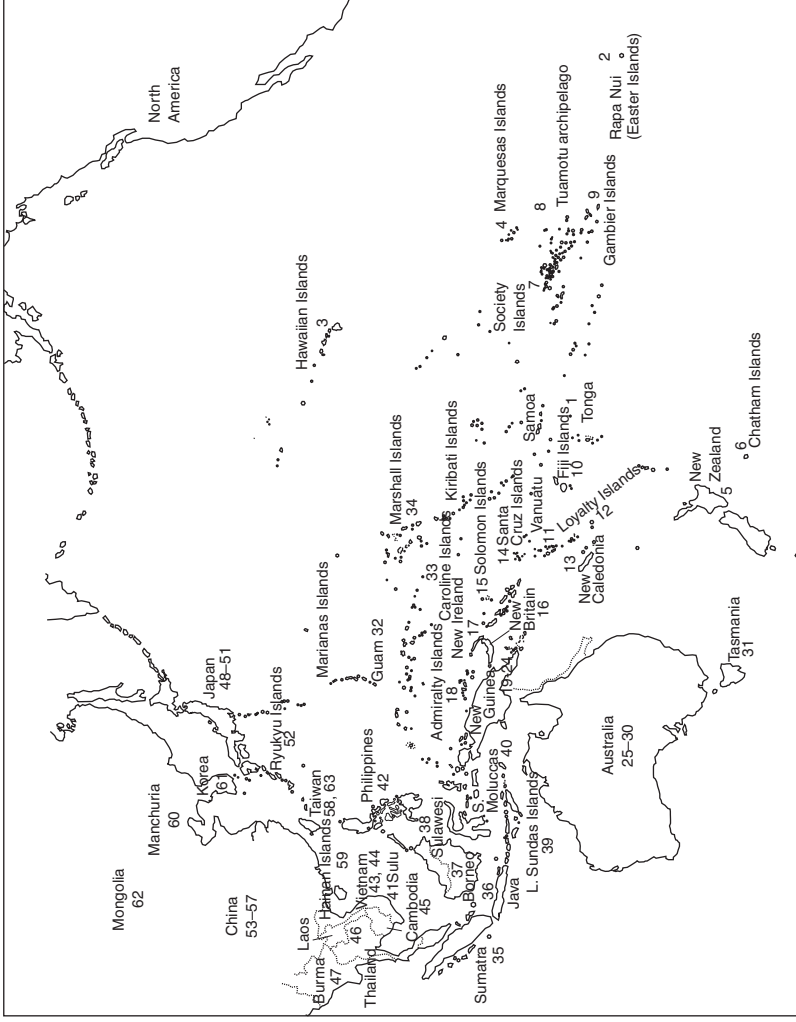 North
America
Mongolia
62
Manchuria
60
Korea
61
Japan
48–51
China
53–57
Ryukyu Islands
52
Hawaiian Islands
3
Laos
Burma
47
Thailand
46
Hainan Islands
59
Taiwan
58, 63
Marianas Islands
Vietnam
43, 44
41 Sulu
Cambodia
45
Philippines
42
Guam 32
Marshall Islands
34
Caroline Islands
33
Kiribati Islands
Sumatra
35
Borneo
37
36
Java
Sulawesi
38
S.
Moluccas
40
L. Sundas Islands
39
Admiralty Islands
18
New Ireland
17
New
Guinea
19–24
New
Britain
16
15 Solomon Islands
14 Santa
Cruz Islands
Vanuatu
11
Samoa
Fiji Islands
10
1
Tonga
Loyalty Islands
12
13
New
Caledonia
Society
Islands
7
4 Marquesas Islands
8
Tuamotu archipelago
9
Gambier Islands
2
Rapa Nui
(Easter Islands)
Australia
25–30
Tasmania
31
New
Zealand
5
6
Chatham Islands